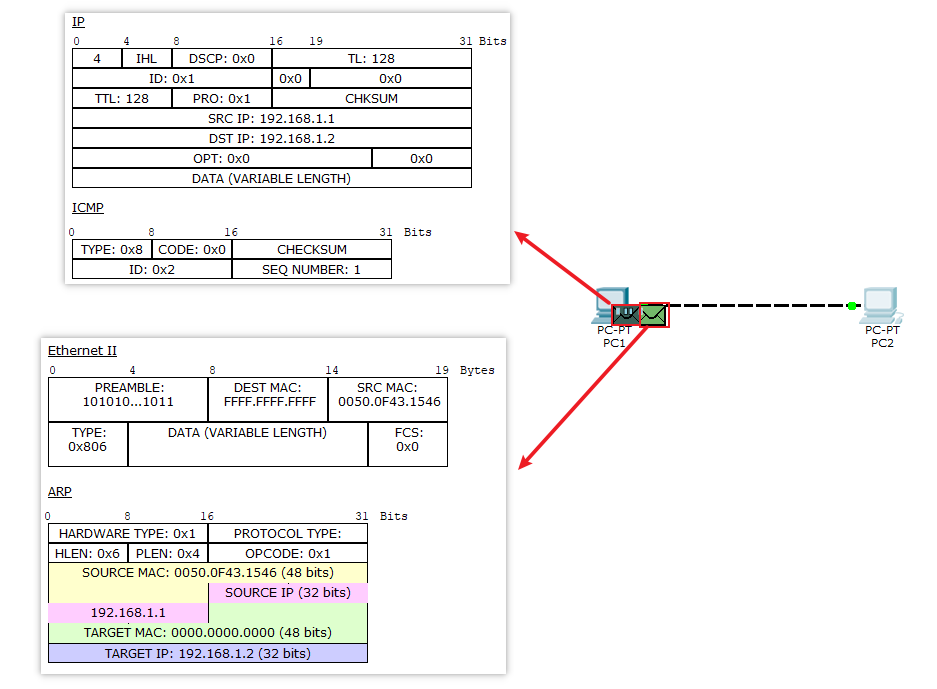 IP
0 4 8 16 19 31 Bits
4 IHL DSCP: 0x0 TL: 128
ID: 0x1 0x0 0x0
TTL: 128 PRO: 0x1 CHKSUM
SRC IP: 192.168.1.1
DST IP: 192.168.1.2
OPT: 0x0 0x0
DATA (VARIABLE LENGTH)
ICMP
0 8 16 31 Bits
TYPE: 0x8 CODE: 0x0 CHECKSUM
ID: 0x2 SEQ NUMBER: 1
PC-PT
PC1
PC-PT
PC2
Ethernet II
0 4 8 14 19 Bytes
PREAMBLE: DEST MAC: SRC MAC:
101010...1011 FFFF.FFFF.FFFF 0050.0F43.1546
TYPE: DATA (VARIABLE LENGTH) FCS:
0x806 0x0
ARP
0 8 16 31 Bits
HARDWARE TYPE: 0x1 PROTOCOL TYPE:
HLEN: 0x6 PLEN: 0x4 OPCODE: 0x1
SOURCE MAC: 0050.0F43.1546 (48 bits)
SOURCE IP (32 bits)
192.168.1.1
TARGET MAC: 0000.0000.0000 (48 bits)
TARGET IP: 192.168.1.2 (32 bits)